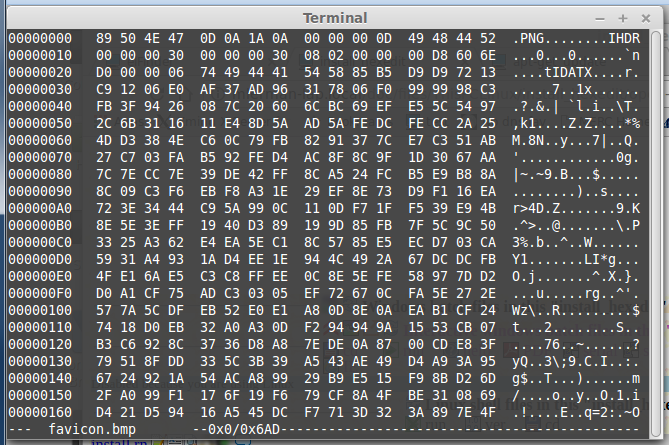 Terminal
00000000 89 50 4E 47 0D 0A 1A 0A 00 00 00 0D 49 48 44 52 .PNG........IHDR
00000010 00 00 00 30 00 00 00 30 08 02 00 00 00 D8 60 6E ...0...0......`n
00000020 D0 00 00 06 74 49 44 41 54 58 85 B5 D9 D9 72 13 ....tIDATX....r.
00000030 C9 12 06 E0 AF 37 AD D6 31 78 06 F0 99 99 98 C3 .....7..1x......
00000040 FB 3F 94 26 08 7C 20 60 6C BC 69 EF E5 5C 54 97 .?.&.| `l.i..\T.
00000050 2C 6B 31 16 11 E4 8D 5A AD 5A FE DC FE CC 2A 25 ,k1....Z.Z....*%
00000060 4D D3 38 4E C6 0C 79 FB 82 91 37 7C E7 C3 51 AB M.8N..y...7|..Q.
00000070 27 C7 03 FA B5 92 FE D4 AC 8F 8C 9F 1D 30 67 AA '............0g.
00000080 7C 7E CC 7E 39 DE 42 FF 8C A5 24 FC B5 E9 B8 8A |~.~9.B...$.....
00000090 8C 09 C3 F6 EB F8 A3 1E 29 EF 8E 73 D9 F1 16 EA ........)..s....
000000A0 72 3E 34 44 C9 5A 99 0C 11 0D F7 1F F5 39 E9 4B r>4D.Z.......9.K
000000B0 8E 5E 3E FF 19 40 D3 89 19 9D 85 FB 7F 5C 9C 50 .^>..@.......\.P
000000C0 33 25 A3 62 E4 EA 5E C1 8C 57 85 E5 EC D7 03 CA 3%.b..^..W......
000000D0 59 31 A4 93 1A D4 EE 1E 94 4C 49 2A 67 DC DC FB Y1.......LI*g...
000000E0 4F E1 6A E5 C3 C8 FF EE 0C 8E 5E FE 58 97 7D D2 O.j.......^.X.}.
000000F0 D0 A1 CF 75 AD C3 03 05 EF 72 67 0C FA 5E 27 2E ...u.....rg..^'.
00000100 57 7A 5C DF EB 52 E0 E1 A8 0D 8E 0A EA B1 CF 24 Wz\..R.........$
00000110 74 18 D0 EB 32 A0 A3 0D F2 94 94 9A 15 53 CB 07 t...2........S..
00000120 B3 C6 92 8C 37 36 D8 A8 7E DE 0A 87 00 CD E8 3F ....76..~......?
00000130 79 51 8F DD 33 5C 3B 39 A5 43 AE 49 D4 A9 3A 95 yQ..3\;9.C.I..:.
00000140 67 24 92 1A 54 AC A8 99 29 B9 E5 15 F9 8B D2 6D g$..T...)......m
00000150 2F A0 99 F1 17 6F 19 F6 79 CF 8A 4F BE 31 08 69 /....o..y..O.1.i
00000160 D4 21 D5 94 16 A5 45 DC F7 71 3D 32 3A 89 7E 4F .!....E..q=2:.~O
--- favicon.bmp --0x0/0x6AD--